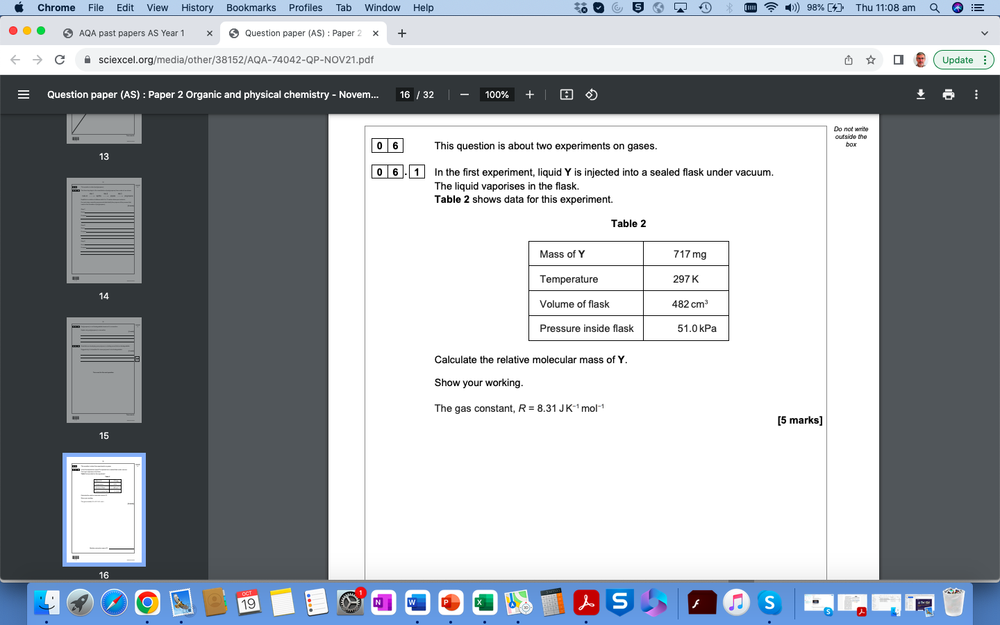 Chrome File Edit View History Bookmarks Profiles Tab Window Help 98% Thu 11:08 am
AQA past papers AS Year 1
Question paper (AS) : Paper 2
sciexcel.org/media/other/38152/AQA-74042-QP-NOV21.pdf
Update
Question paper (AS) : Paper 2 Organic and physical chemistry - Novem...
16 / 32
100%
13
14
15
16
Do not write
outside the
box
0 6 This question is about two experiments on gases.
0 6 . 1 In the first experiment, liquid Y is injected into a sealed flask under vacuum.
The liquid vaporises in the flask.
Table 2 shows data for this experiment.
Table 2
Mass of Y 717 mg
Temperature 297 K
Volume of flask 482 cm³
Pressure inside flask 51.0 kPa
Calculate the relative molecular mass of Y.
Show your working.
The gas constant, R = 8.31 J K⁻¹ mol⁻¹
[5 marks]
OCT
19
1
N
W
P
X
3D
S
f
S